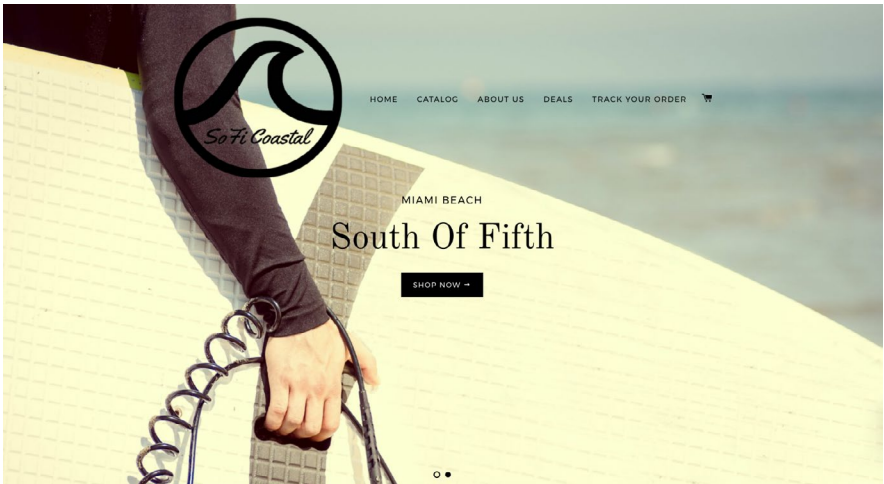 SoFi Coastal
HOME CATALOG ABOUT US DEALS TRACK YOUR ORDER
MIAMI BEACH
South Of Fifth
SHOP NOW →